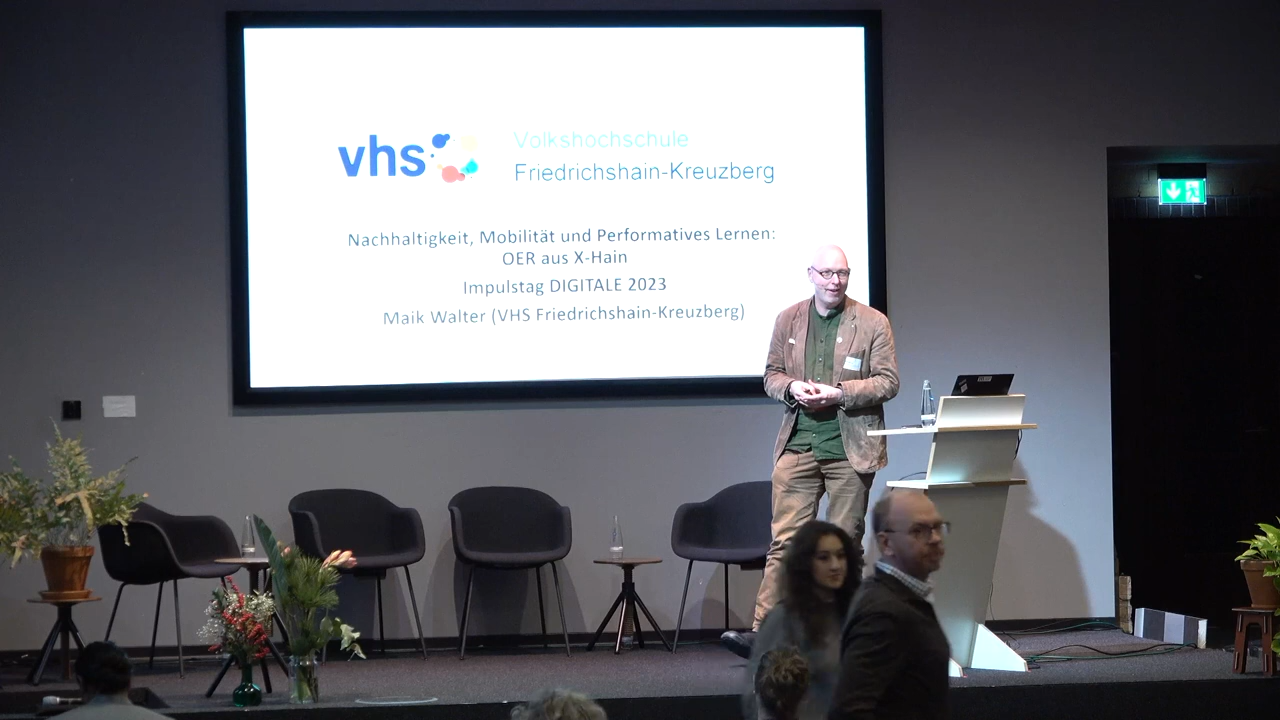 vhs
Volkshochschule
Friedrichshain-Kreuzberg
Nachhaltigkeit, Mobilität und Performatives Lernen:
OER aus X-Hain
Impulstag DIGITALE 2023
Maik Walter (VHS Friedrichshain-Kreuzberg)